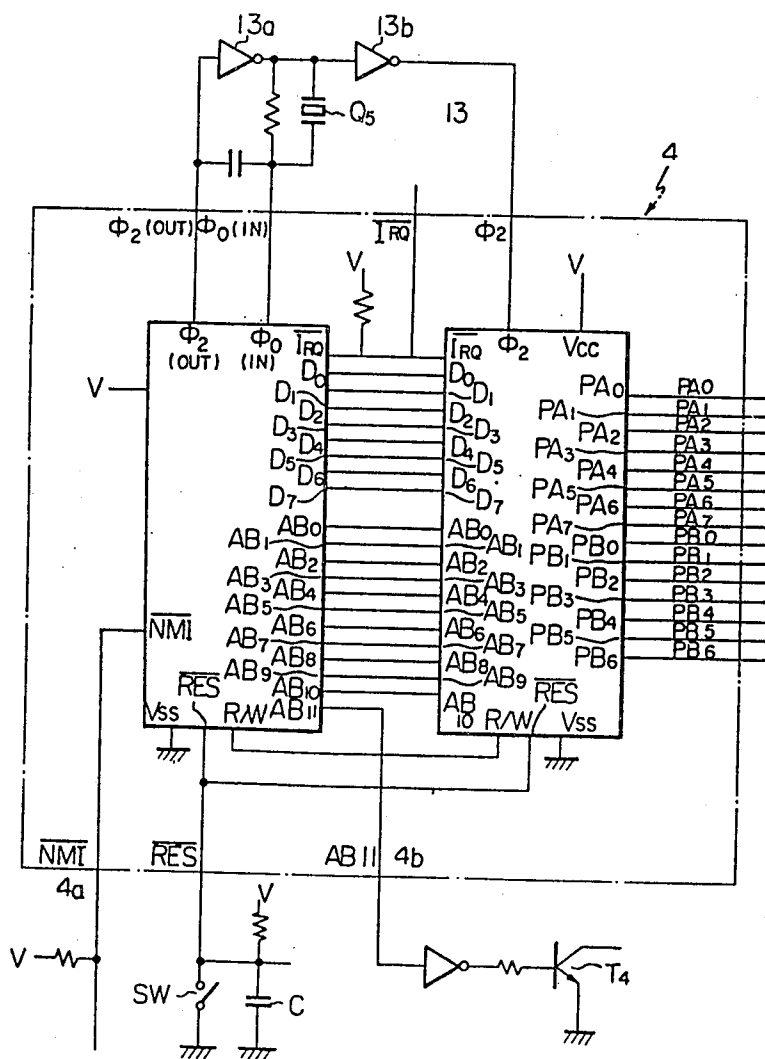 13a
13b
Q5
13
4
Φ2 (OUT) Φ0 (IN)
IRQ
Φ2
V
V
Φ2 (OUT)
Φ0 (IN)
IRQ
D0
D1
D2
D3
D4
D5
D6
D7
AB0
AB1
AB2
AB3
AB4
AB5
AB6
AB7
AB8
AB9
AB10
AB11
V
NMI
RES
VSS
R/W
IRQ
Φ2
VCC
D0
D1
D2
D3
D4
D5
D6
D7
AB0
AB1
AB2
AB3
AB4
AB5
AB6
AB7
AB8
AB9
AB
10
R/W
RES
VSS
PA0
PA1
PA2
PA3
PA4
PA5
PA6
PA7
PB0
PB1
PB2
PB3
PB4
PB5
PB6
PA0
PA1
PA2
PA3
PA4
PA5
PA6
PA7
PB0
PB1
PB2
PB3
PB4
PB5
PB6
NMI
RES
AB11
4b
4a
V
V
SW
C
T4